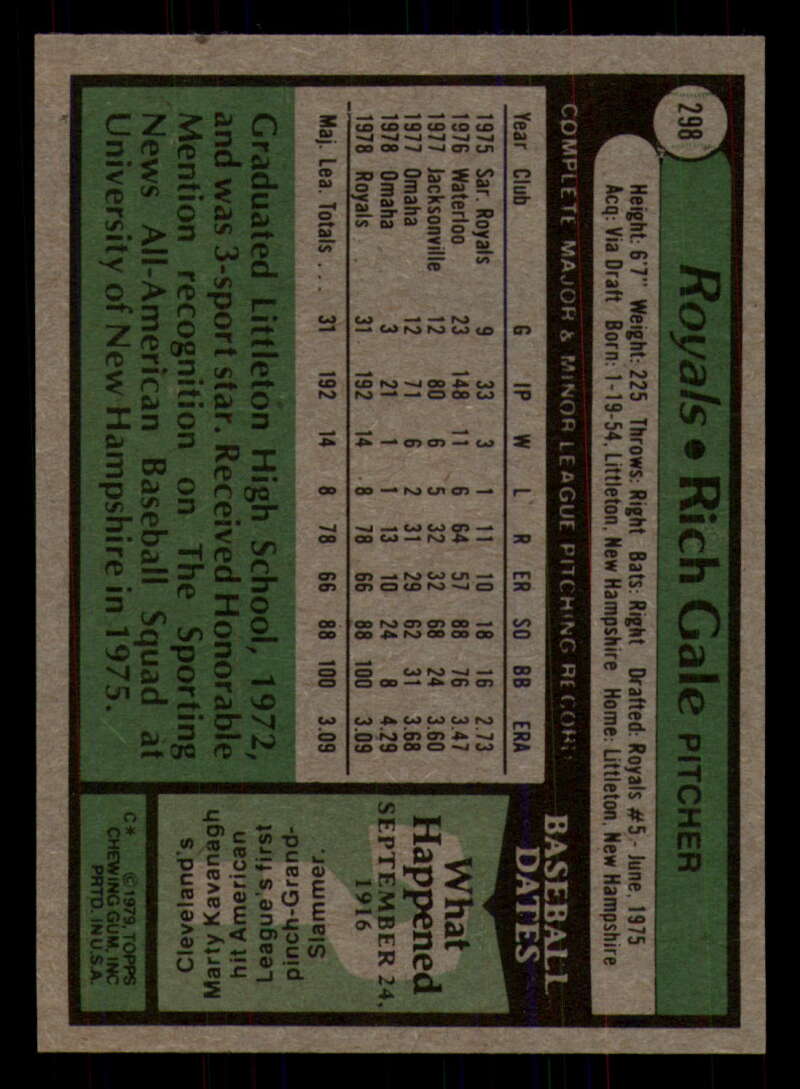 298
Royals • Rich Gale PITCHER
Height: 6'7" Weight: 225 Throws: Right Bats: Right Drafted: Royals #5 - June, 1975
Acq: Via Draft Born: 1-19-54, Littleton, New Hampshire Home: Littleton, New Hampshire
COMPLETE MAJOR & MINOR LEAGUE PITCHING RECORD
Year Club G IP W L R ER SO BB ERA
1975 Sar. Royals 9 33 3 1 11 10 18 16 2.73
1976 Waterloo 23 148 11 6 64 57 88 76 3.47
1977 Jacksonville 12 80 6 5 32 32 68 24 3.60
1977 Omaha 12 71 6 2 31 29 62 31 3.68
1978 Omaha 3 21 1 1 13 10 24 8 4.29
1978 Royals 31 192 14 8 78 66 88 100 3.09
Maj. Lea. Totals ... 31 192 14 8 78 66 88 100 3.09
Graduated Littleton High School, 1972,
and was 3-sport star. Received Honorable
Mention recognition on The Sporting
News All-American Baseball Squad at
University of New Hampshire in 1975.
BASEBALL
DATES
What
Happened
SEPTEMBER 24,
1916
Cleveland's
Marty Kavanagh
hit American
League's first
pinch-Grand-
Slammer.
C* ©1979, TOPPS
CHEWING GUM, INC
PRTD. IN U.S.A.